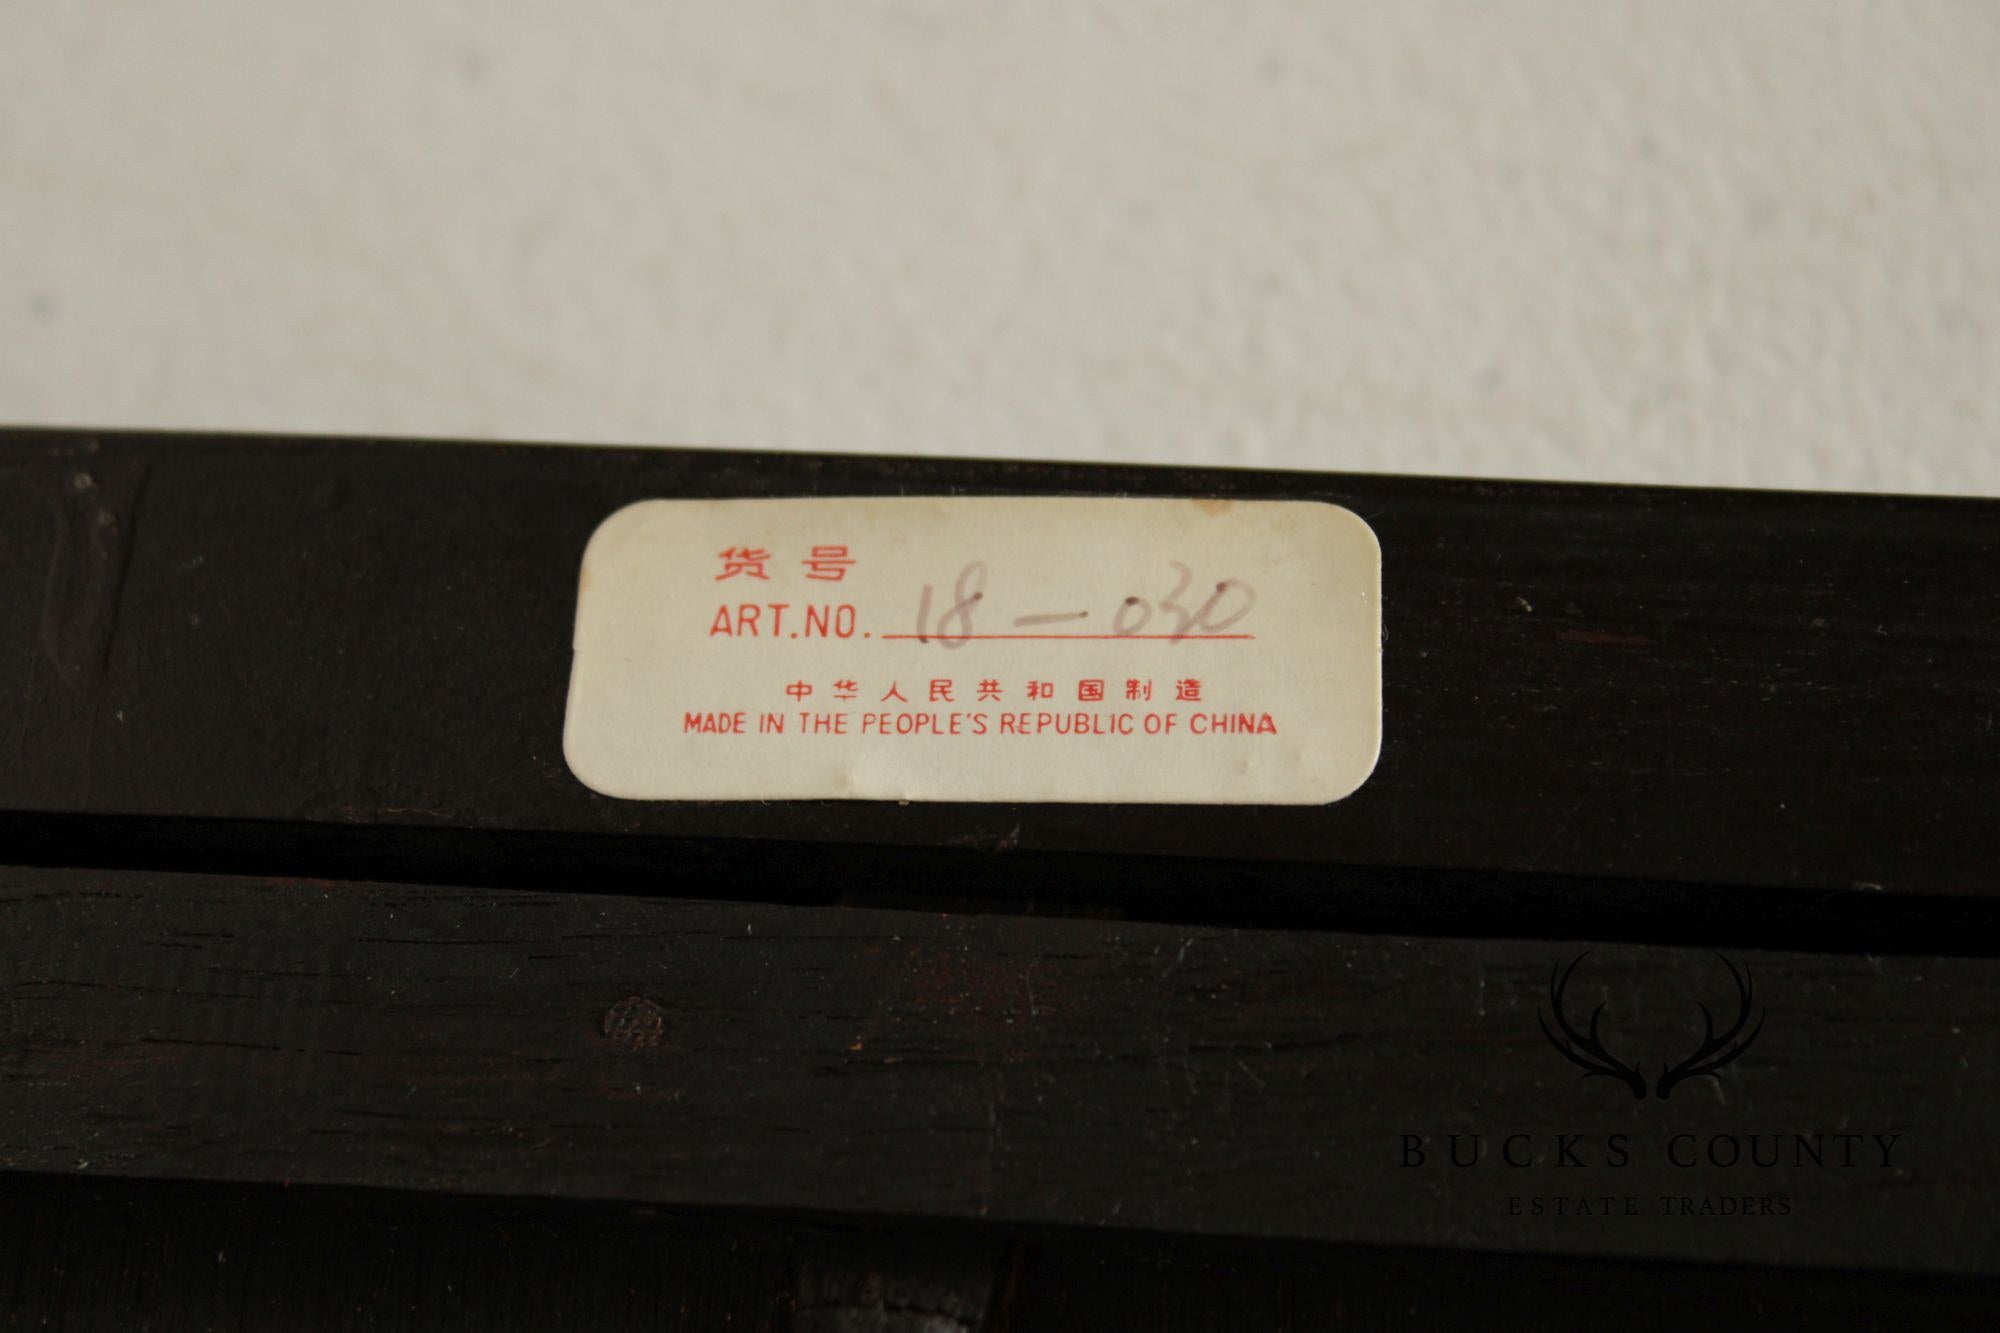 货号
ART.NO. 18-030
中华人民共和国制造
MADE IN THE PEOPLE'S REPUBLIC OF CHINA
BUCKS COUNTY
ESTATE TRADERS